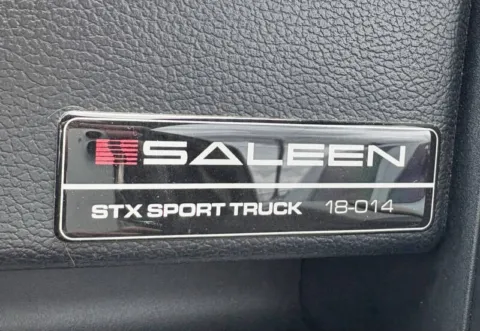 SALEEN
STX SPORT TRUCK 18-014